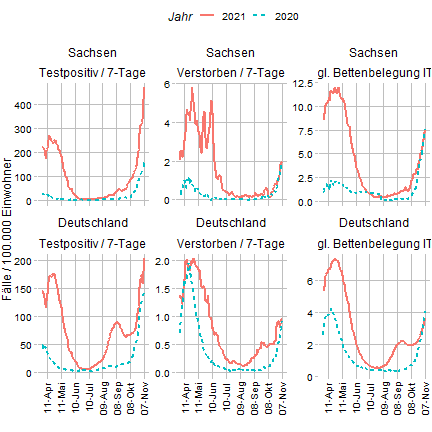 Jahr 2021 2020
Sachsen Sachsen Sachsen
Testpositiv / 7-Tage Verstorben / 7-Tage gl. Bettenbelegung IT
400 6 12.5
300 10.0
4 7.5
200 5.0
100 2 2.5
0 0 0.0
Fälle / 100.000 Einwohner
Deutschland Deutschland Deutschland
Testpositiv / 7-Tage Verstorben / 7-Tage gl. Bettenbelegung IT
200 2.0 6
150 1.5 4
100 1.0
50 0.5 2
0 0.0 0
11-Apr 11-Mai 10-Jun 10-Jul 09-Aug 08-Sep 08-Okt 07-Nov 11-Apr 11-Mai 10-Jun 10-Jul 09-Aug 08-Sep 08-Okt 07-Nov 11-Apr 11-Mai 10-Jun 10-Jul 09-Aug 08-Sep 08-Okt 07-Nov